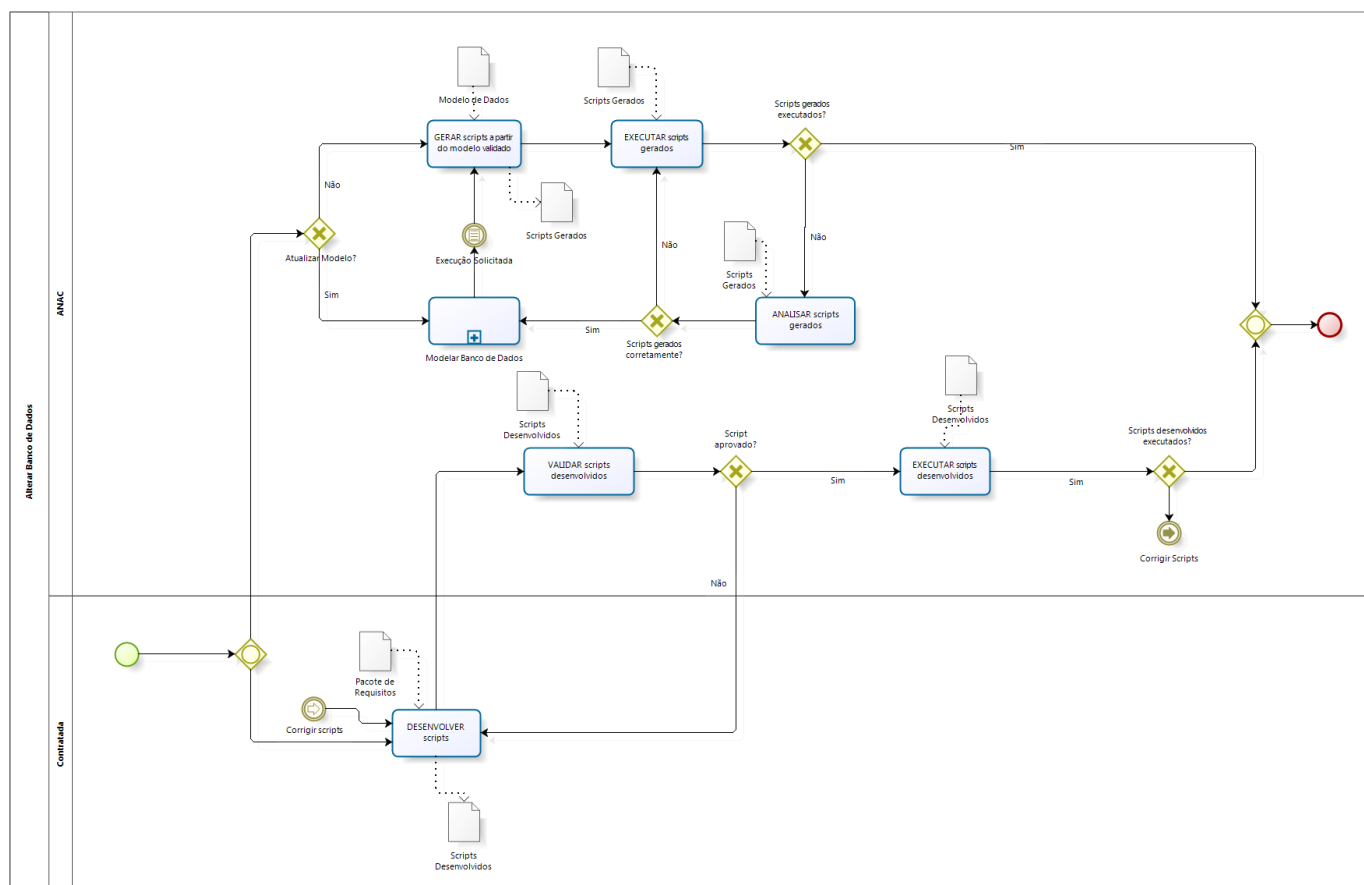 Alterar Banco de Dados
ANAC
Modelo de Dados
Scripts Gerados
Scripts gerados
executados?
GERAR scripts a partir
do modelo validado
EXECUTAR scripts
gerados
Sim
Não
Scripts Gerados
Não
Não
Atualizar Modelo?
Execução Solicitada
Scripts
Gerados
Sim
ANALISAR scripts
gerados
Sim
Scripts gerados
corretamente?
Modelar Banco de Dados
Scripts
Desenvolvidos
Scripts
Desenvolvidos
Script
aprovado?
Scripts desenvolvidos
executados?
VALIDAR scripts
desenvolvidos
Sim
EXECUTAR scripts
desenvolvidos
Sim
Corrigir Scripts
Não
Contratada
Pacote de
Requisitos
Corrigir scripts
DESENVOLVER
scripts
Scripts
Desenvolvidos